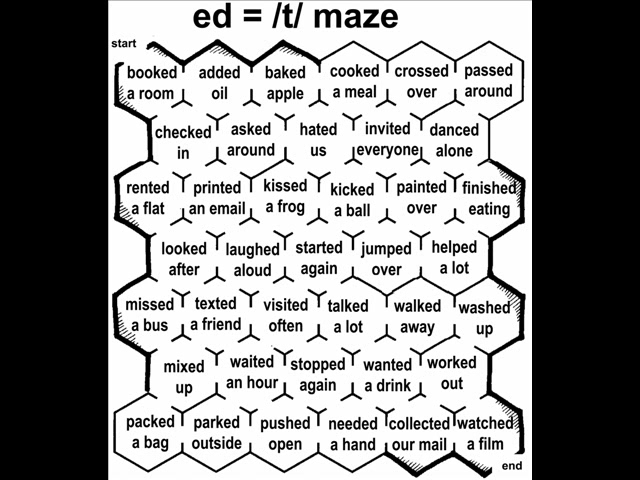 ed = /t/ maze
start
booked added baked cooked crossed passed
a room oil apple a meal over around
checked asked hated invited danced
in around us everyone alone
rented printed kissed kicked painted finished
a flat an email a frog a ball over eating
looked laughed started jumped helped
after aloud again over a lot
missed texted visited talked walked washed
a bus a friend often a lot away up
mixed waited stopped wanted worked
up an hour again a drink out
packed parked pushed needed collected watched
a bag outside open a hand our mail a film
end